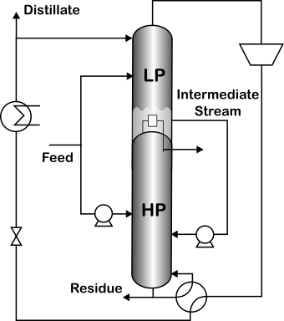 Distillate
LP
Intermediate
Stream
Feed
HP
Residue